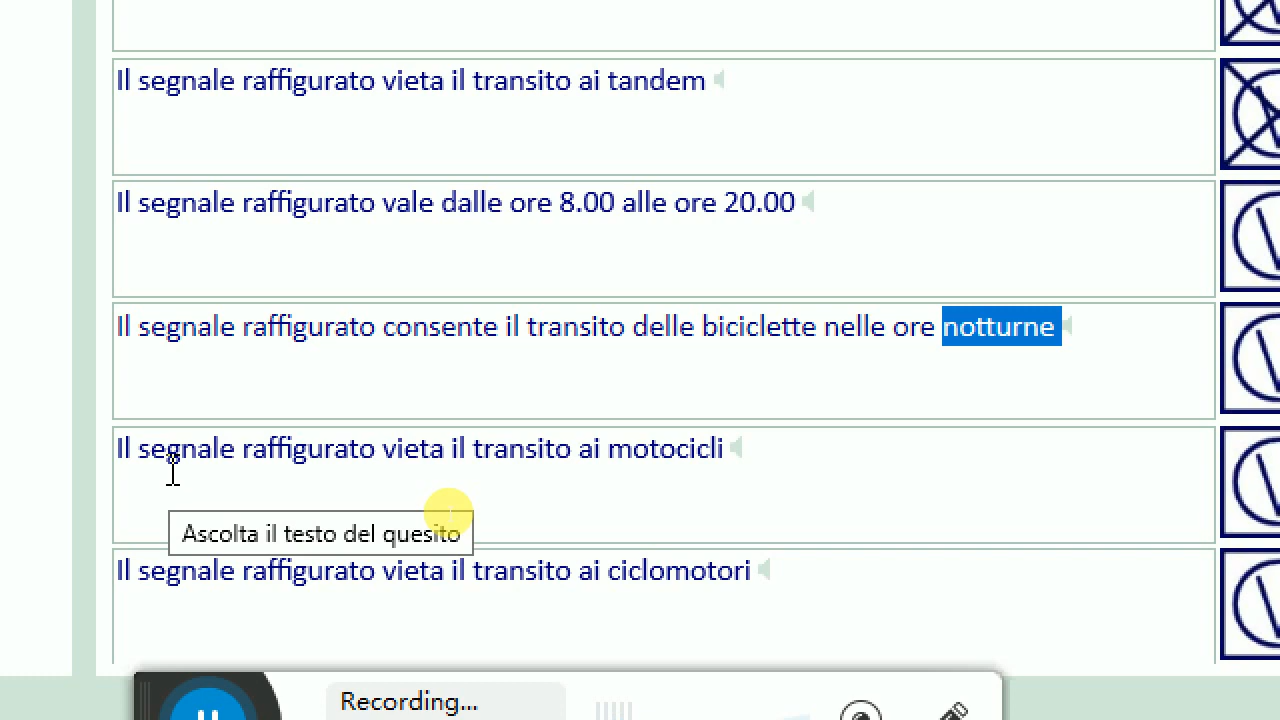 Il segnale raffigurato vieta il transito ai tandem
Il segnale raffigurato vale dalle ore 8.00 alle ore 20.00
Il segnale raffigurato consente il transito delle biciclette nelle ore notturne
Il segnale raffigurato vieta il transito ai motocicli
Ascolta il testo del quesito
Il segnale raffigurato vieta il transito ai ciclomotori
Recording...